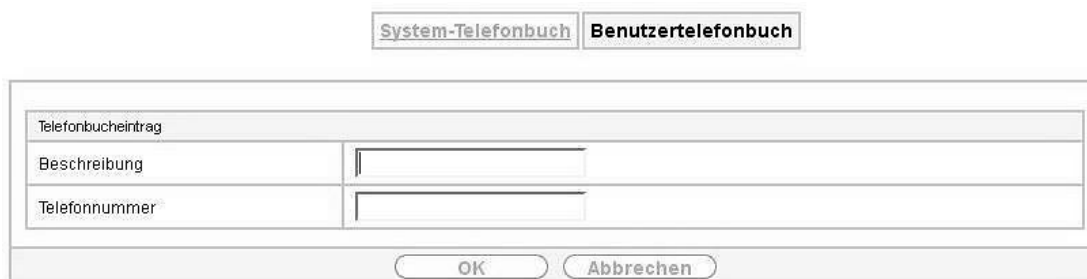 System-Telefonbuch Benutzertelefonbuch
Telefonbucheintrag
Beschreibung
Telefonnummer
OK Abbrechen